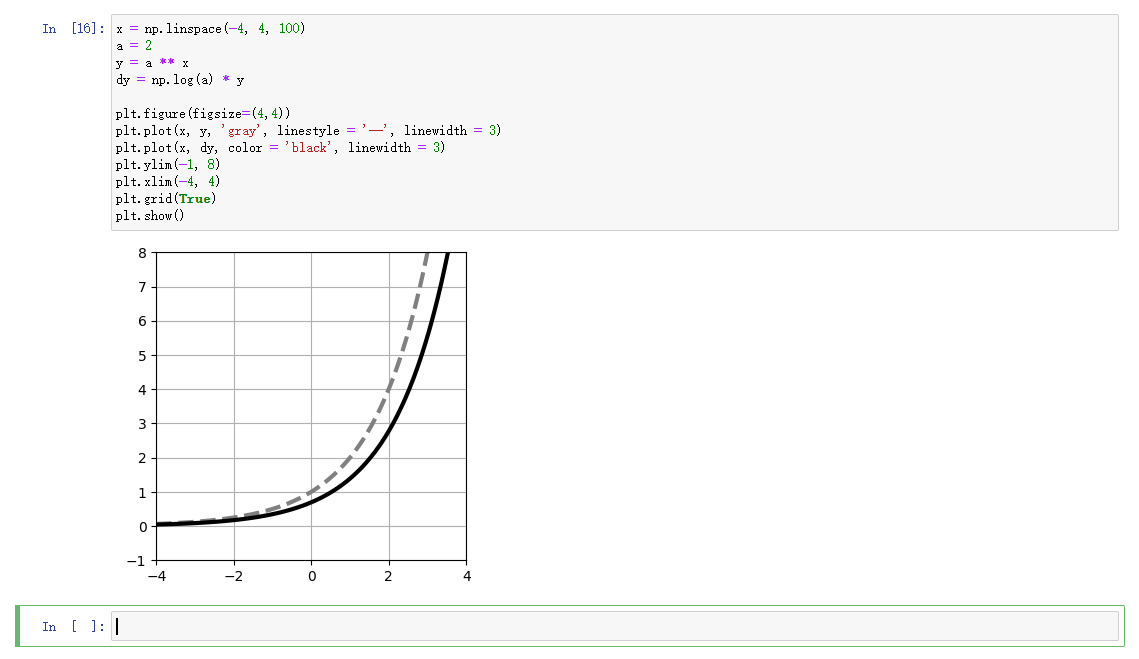 In [16]: x = np.linspace(-4, 4, 100)
a = 2
y = a ** x
dy = np.log(a) * y
plt.figure(figsize=(4,4))
plt.plot(x, y, 'gray', linestyle = '--', linewidth = 3)
plt.plot(x, dy, color = 'black', linewidth = 3)
plt.ylim(-1, 8)
plt.xlim(-4, 4)
plt.grid(True)
plt.show()
8
7
6
5
4
3
2
1
0
−1
−4 −2 0 2 4
In [ ]: